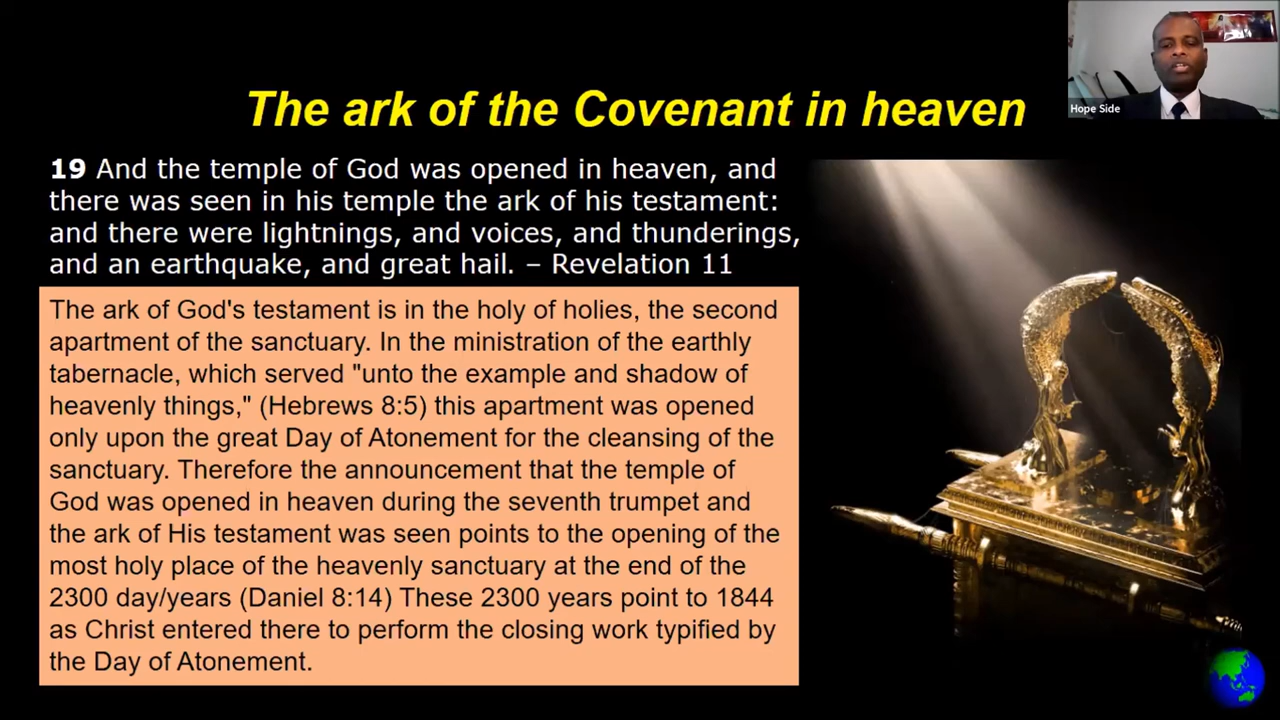 Hope Side
The ark of the Covenant in heaven
19 And the temple of God was opened in heaven, and
there was seen in his temple the ark of his testament:
and there were lightnings, and voices, and thunderings,
and an earthquake, and great hail. – Revelation 11
The ark of God's testament is in the holy of holies, the second
apartment of the sanctuary. In the ministration of the earthly
tabernacle, which served "unto the example and shadow of
heavenly things," (Hebrews 8:5) this apartment was opened
only upon the great Day of Atonement for the cleansing of the
sanctuary. Therefore the announcement that the temple of
God was opened in heaven during the seventh trumpet and
the ark of His testament was seen points to the opening of the
most holy place of the heavenly sanctuary at the end of the
2300 day/years (Daniel 8:14) These 2300 years point to 1844
as Christ entered there to perform the closing work typified by
the Day of Atonement.